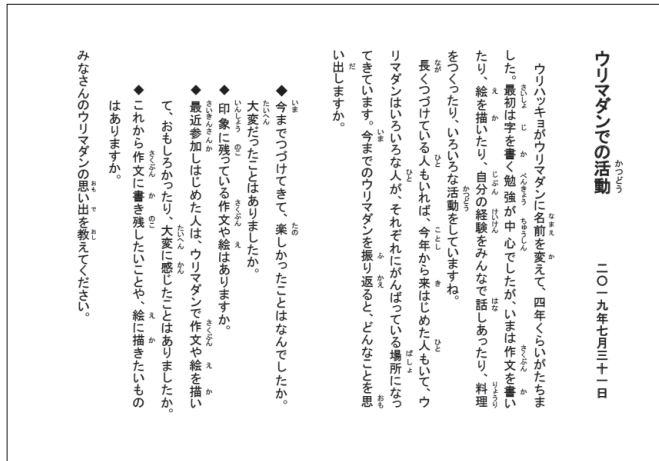 ウリマダンでの活動　二〇一九年七月三十一日
ウリハッキョがウリマダンに名前を変えて、四年くらいがたちま
した。最初は字を書く勉強が中心でしたが、いまは作文を書い
たり、絵を描いたり、自分の経験をみんなで話しあったり、料理
をつくったり、いろいろな活動をしていますね。
長くつづけている人もいれば、今年から来はじめた人もいて、ウ
リマダンはいろいろな人が、それぞれにがんばっている場所になっ
てきています。今までのウリマダンを振り返ると、どんなことを思
い出しますか。
◆ 今までつづけてきて、楽しかったことはなんでしたか。
大変だったことはありましたか。
◆ 印象に残っている作文や絵はありますか。
◆ 最近参加しはじめた人は、ウリマダンで作文や絵を描い
て、おもしろかったり、大変に感じたことはありましたか。
◆ これから作文に書き残したいことや、絵に描きたいもの
はありますか。
みなさんのウリマダンの思い出を教えてください。